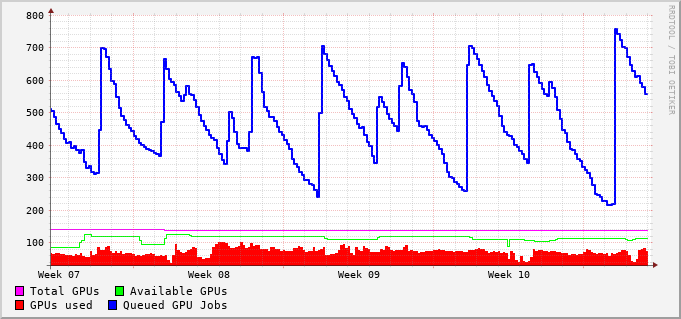 800
700
600
500
400
300
200
100
Week 07 Week 08 Week 09 Week 10
Total GPUs Available GPUs
GPUs used Queued GPU Jobs
RRDTOOL / TOBI OETIKER